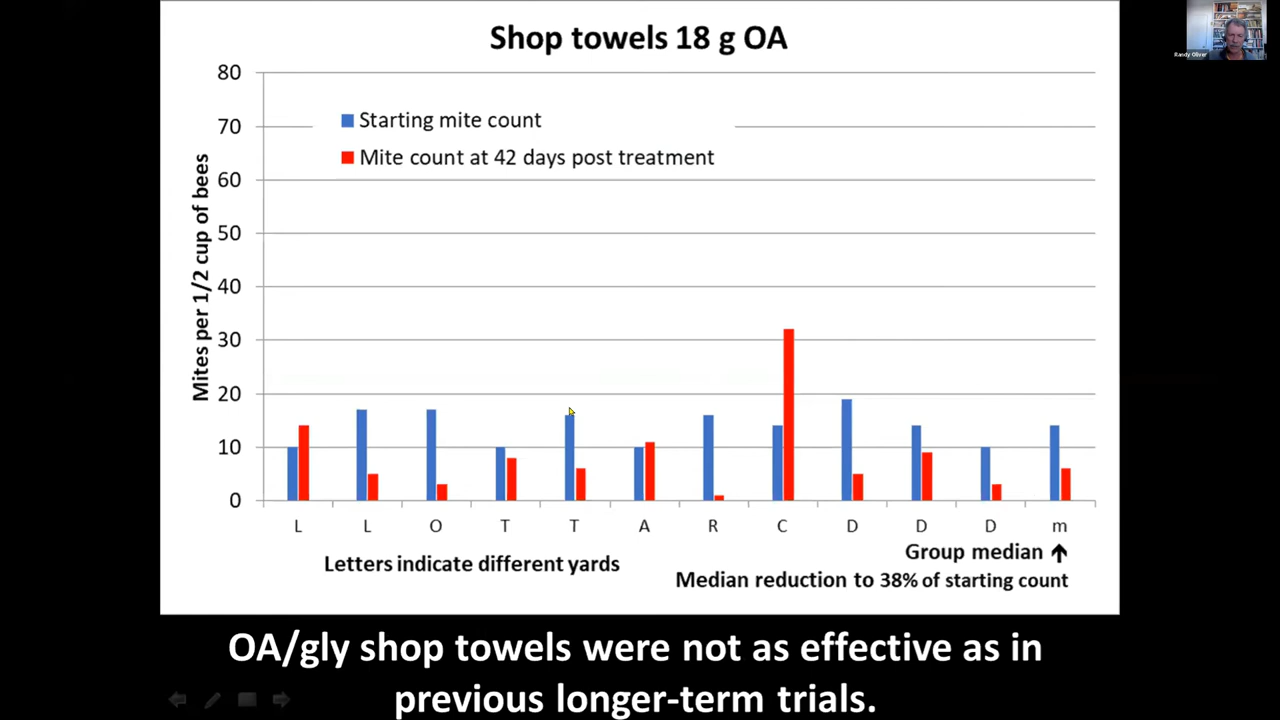 Shop towels 18 g OA
Randy Oliver
80
70
60
50
40
30
20
10
0
Mites per 1/2 cup of bees
Starting mite count
Mite count at 42 days post treatment
L L O T T A R C D D D m
Letters indicate different yards
Group median ↑
Median reduction to 38% of starting count
OA/gly shop towels were not as effective as in
previous longer-term trials.